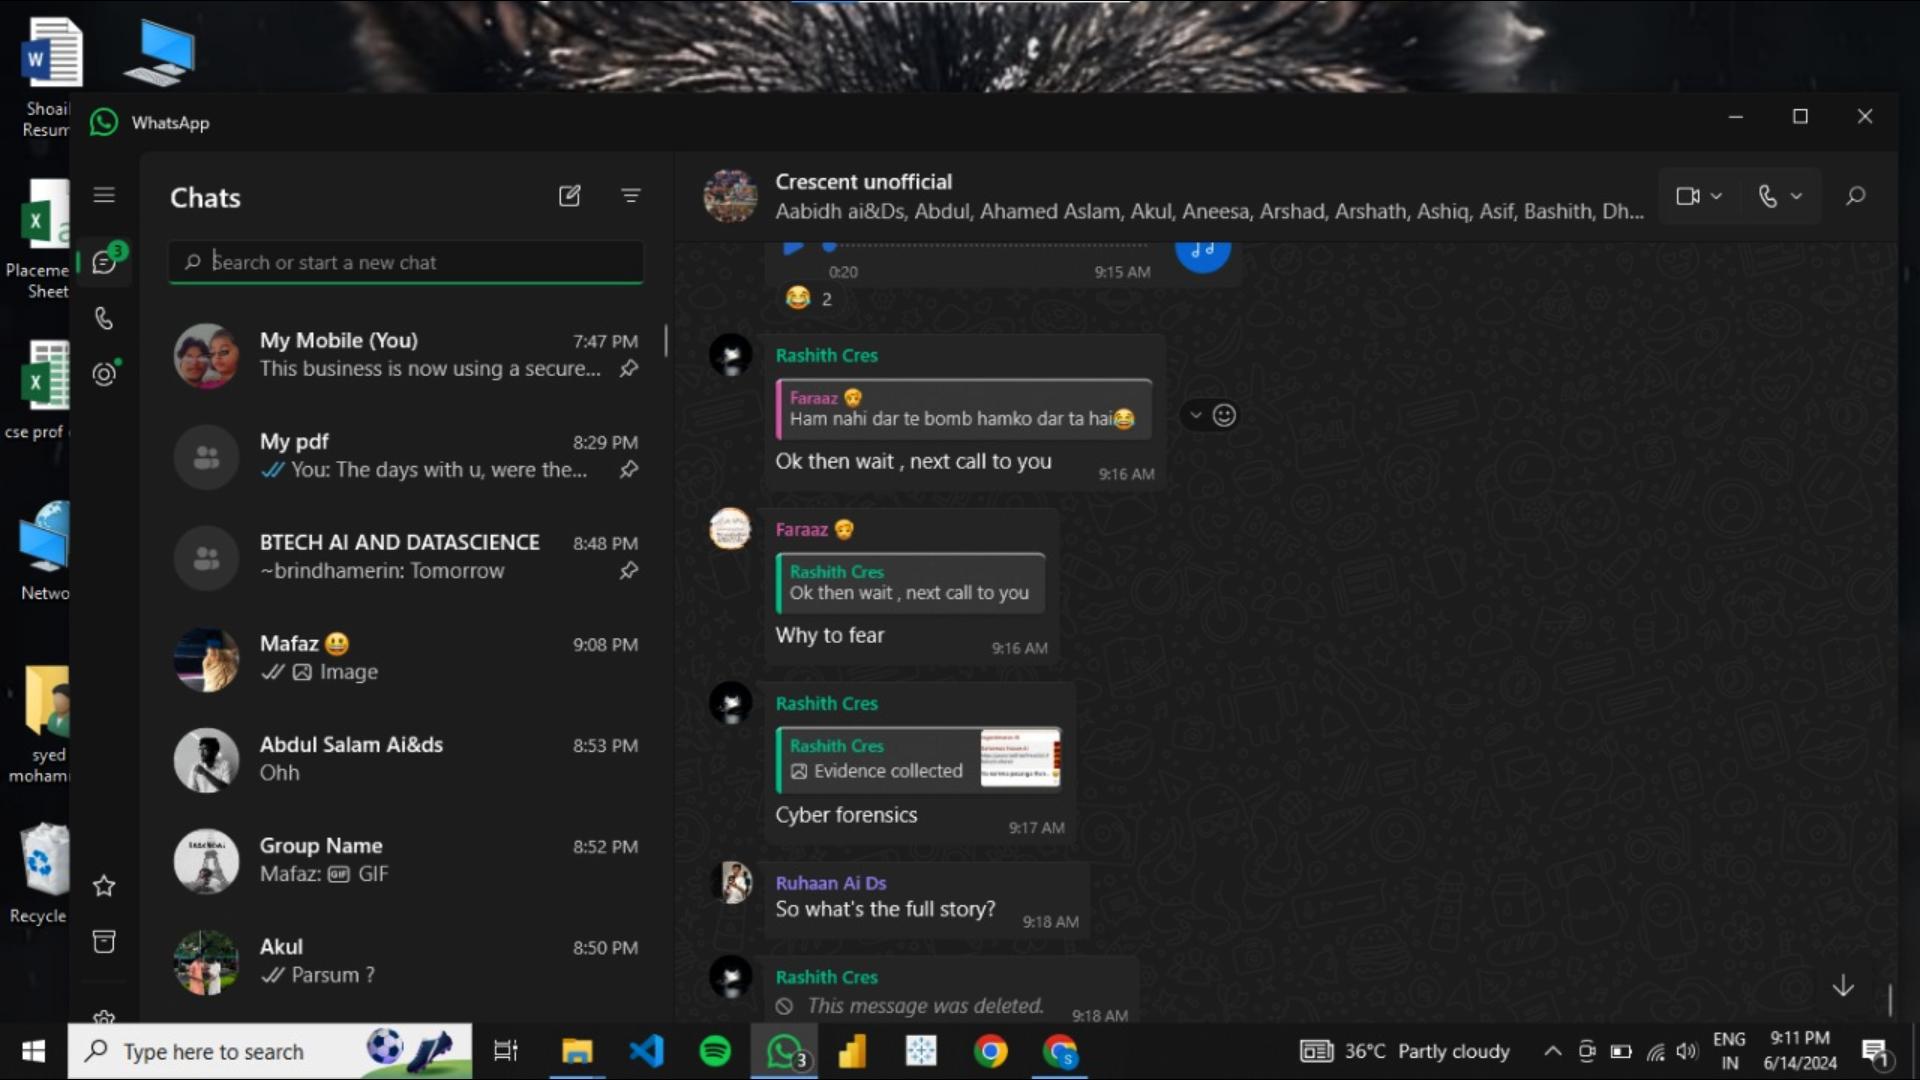 Shoail
Resum
Placeme
Sheet
cse prof
Netwo
syed
moham
Recycle
WhatsApp
3
Chats
Search or start a new chat
My Mobile (You) 7:47 PM
This business is now using a secure...
My pdf 8:29 PM
You: The days with u, were the...
BTECH AI AND DATASCIENCE 8:48 PM
~brindhamerin: Tomorrow
Mafaz 😃 9:08 PM
Image
Abdul Salam Ai&ds 8:53 PM
Ohh
Group Name 8:52 PM
Mafaz: GIF GIF
Akul 8:50 PM
Parsum ?
Crescent unofficial
Aabidh ai&Ds, Abdul, Ahamed Aslam, Akul, Aneesa, Arshad, Arshath, Ashiq, Asif, Bashith, Dh...
0:20 9:15 AM
😂 2
Rashith Cres
Faraaz
Ham nahi dar te bomb hamko dar ta hai😂
Ok then wait , next call to you
9:16 AM
Faraaz
Rashith Cres
Ok then wait , next call to you
Why to fear
9:16 AM
Rashith Cres
Rashith Cres
Evidence collected
Cyber forensics
9:17 AM
Ruhaan Ai Ds
So what's the full story?
9:18 AM
Rashith Cres
This message was deleted.
9:18 AM
Type here to search
3
36°C Partly cloudy
ENG
IN
9:11 PM
6/14/2024
1